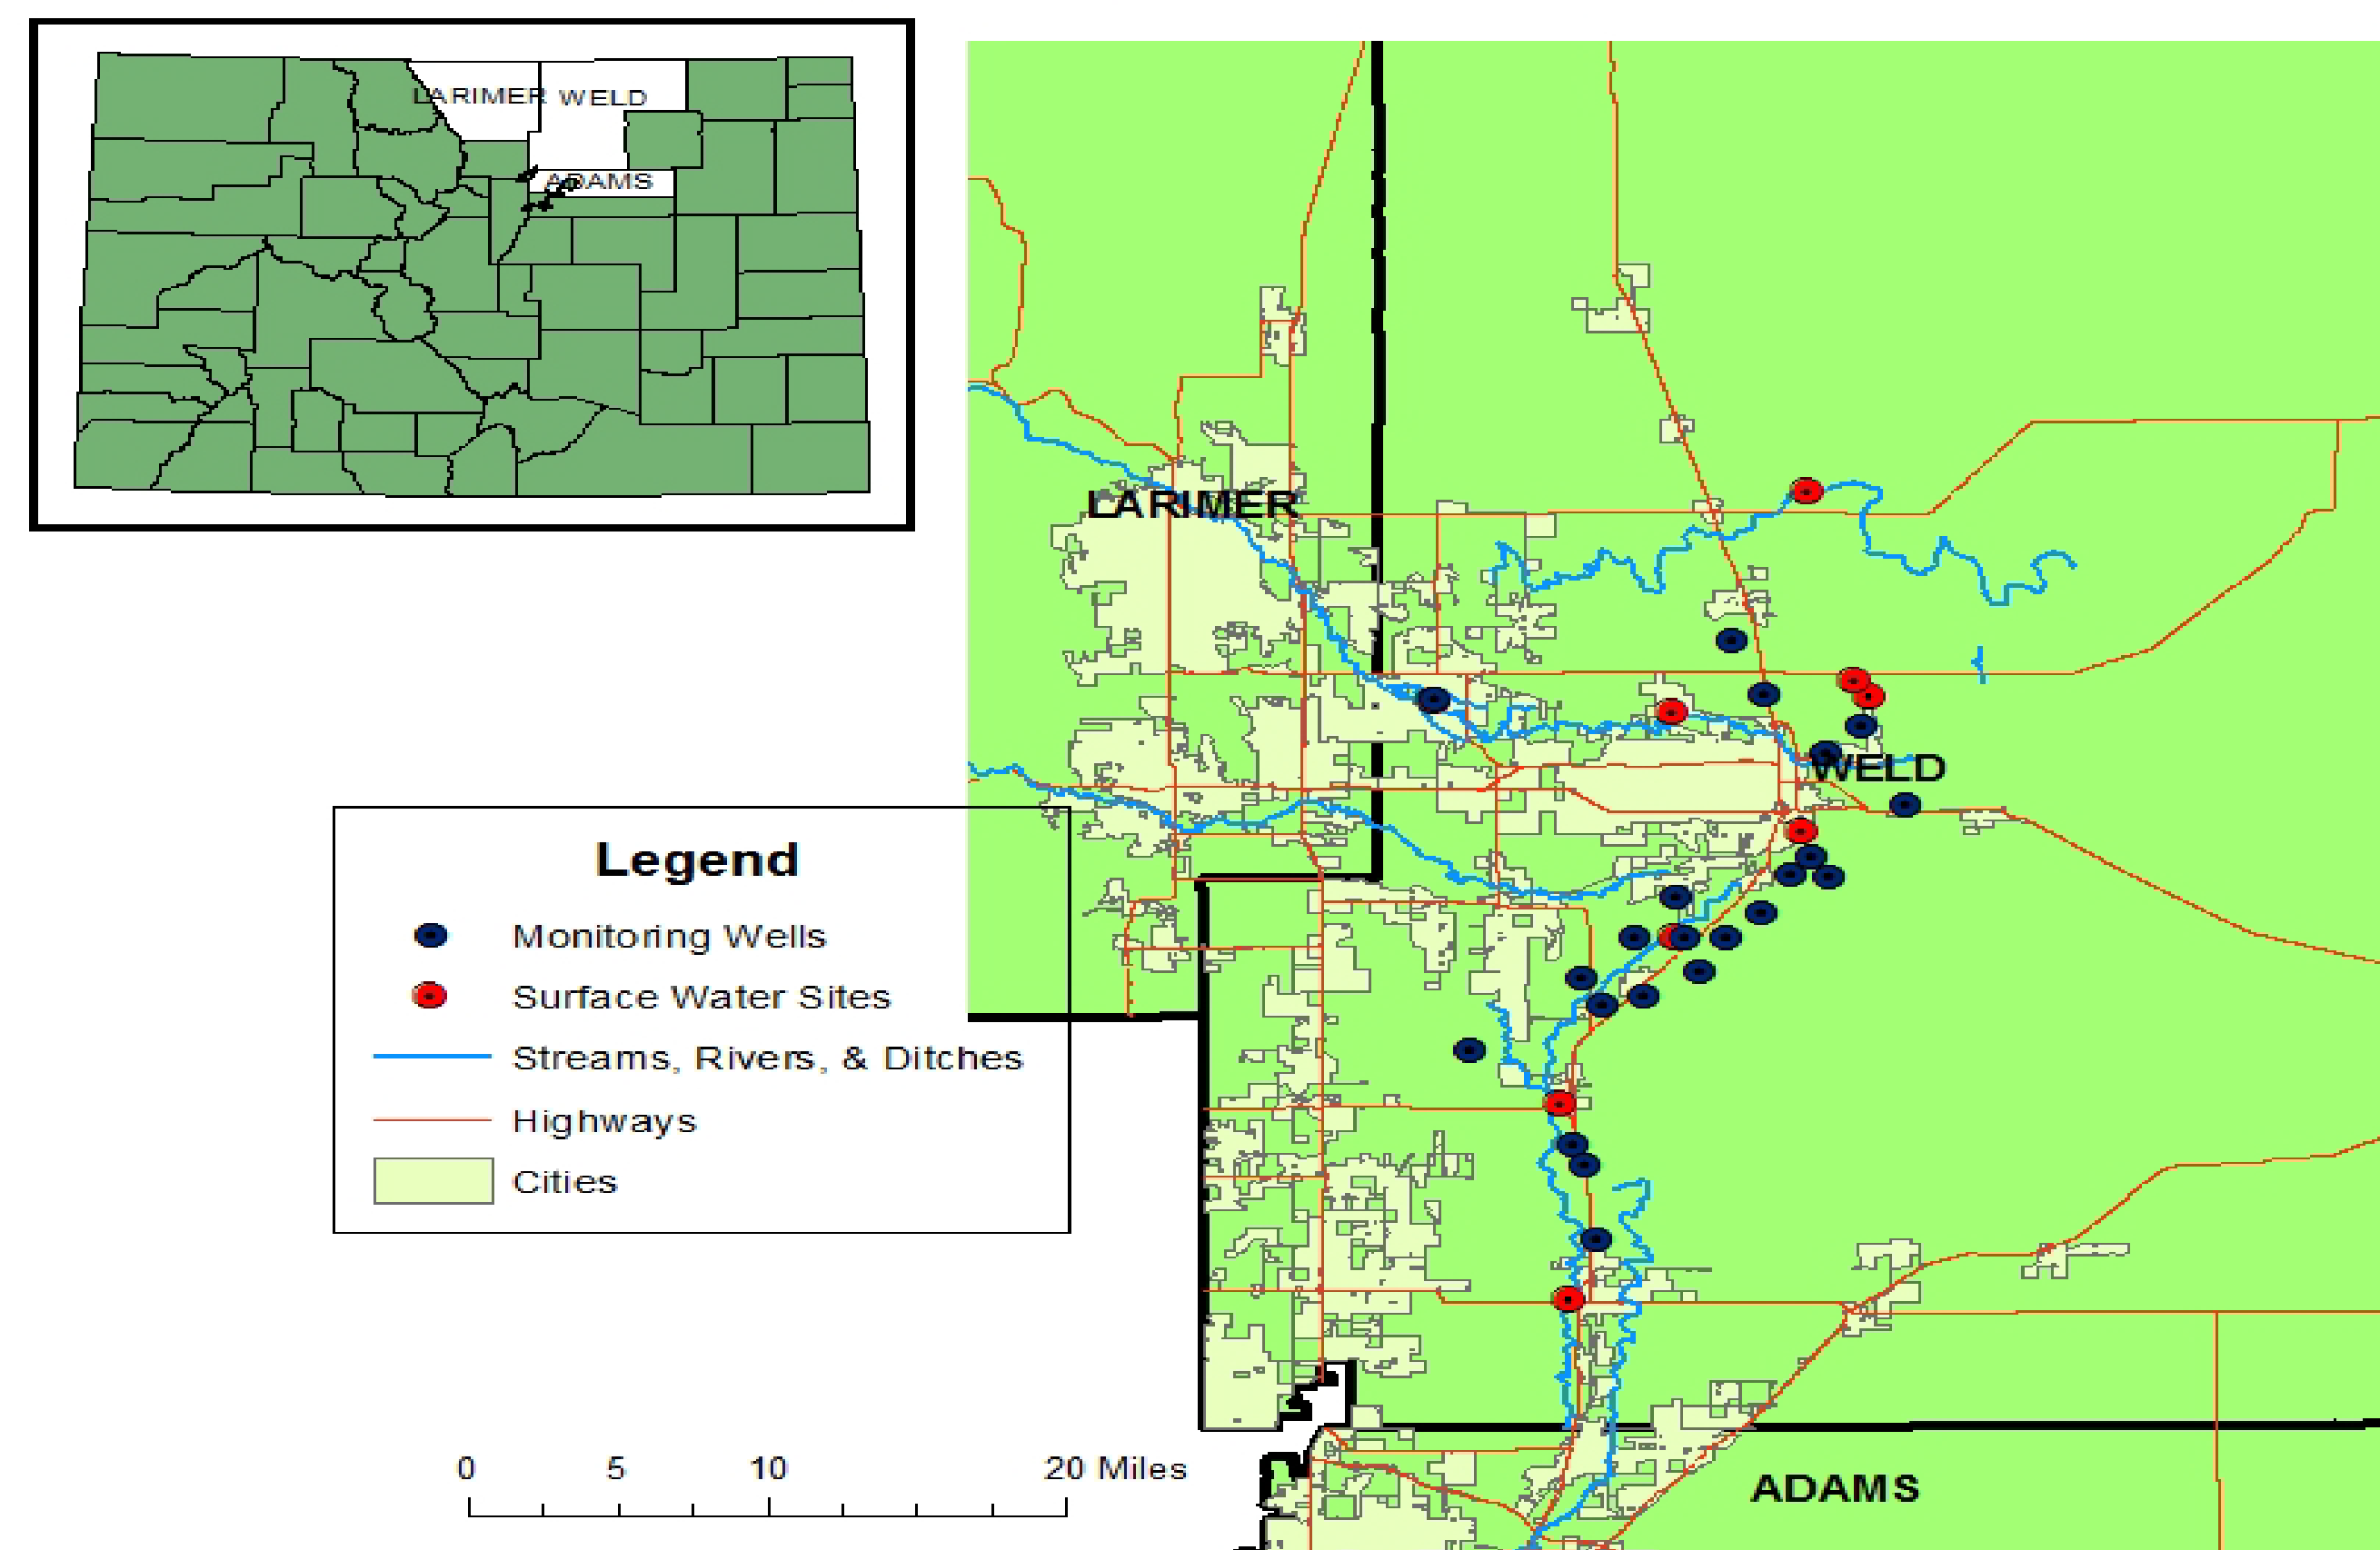 LARIMER WELD
ADAMS
LARIMER
WELD
Legend
Monitoring Wells
Surface Water Sites
Streams, Rivers, & Ditches
Highways
Cities
0 5 10 20 Miles
ADAMS